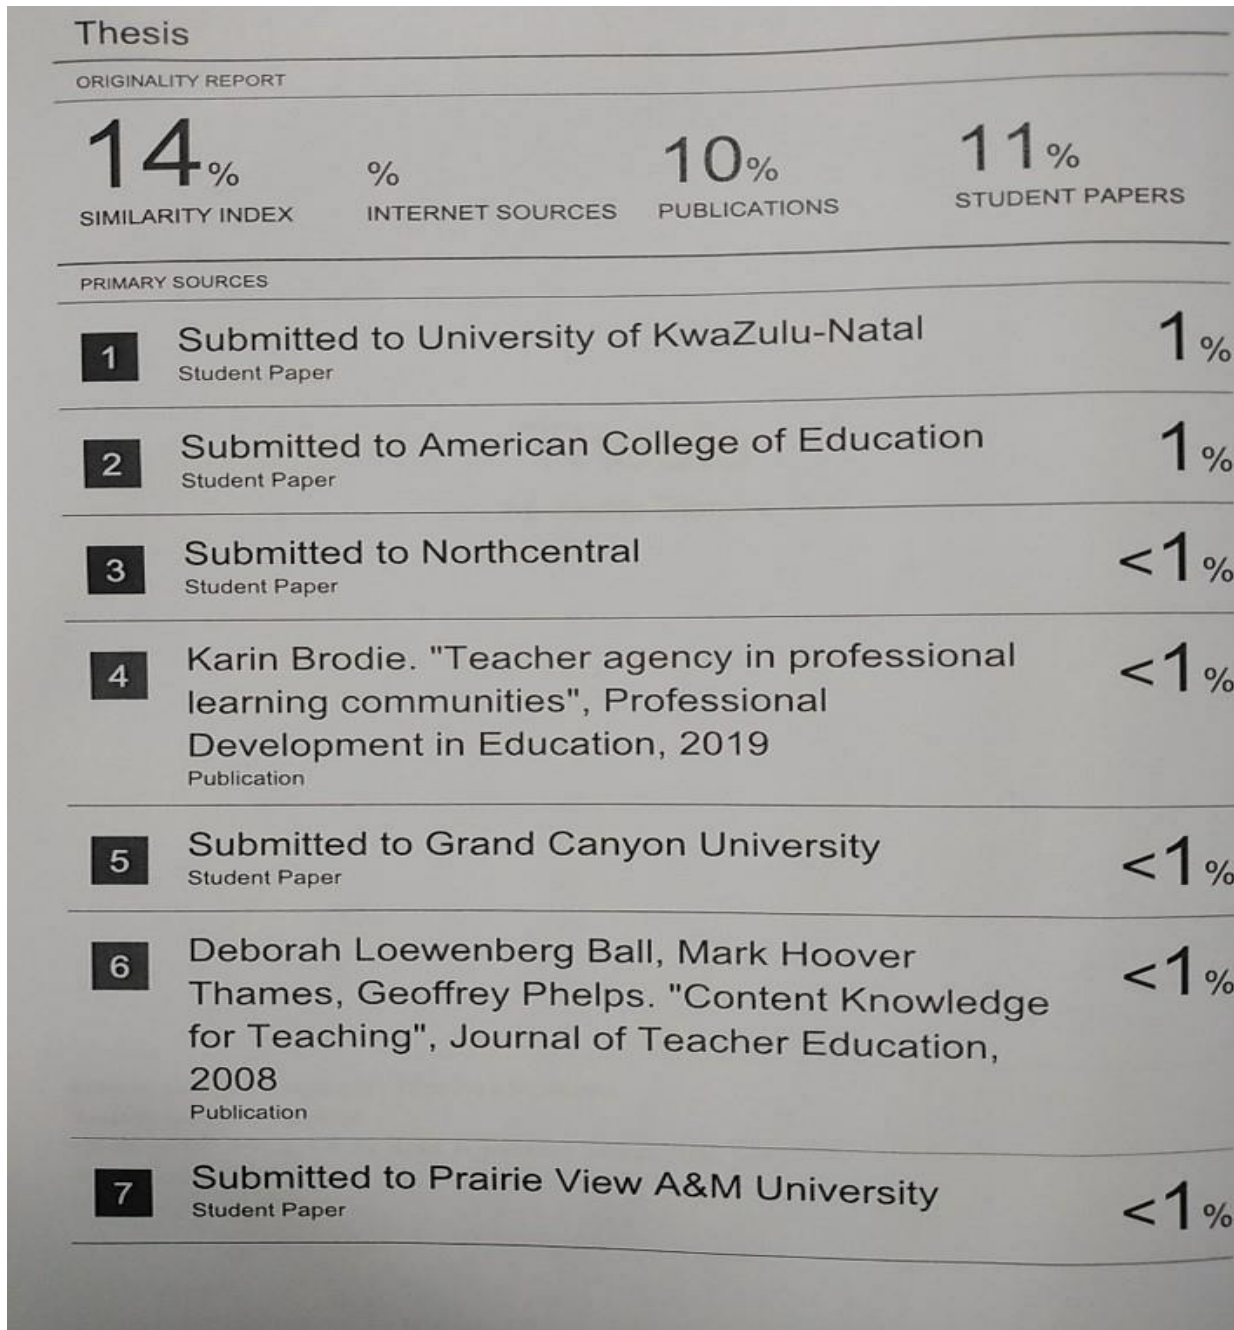 Thesis
ORIGINALITY REPORT
14% % 10% 11%
SIMILARITY INDEX INTERNET SOURCES PUBLICATIONS STUDENT PAPERS
PRIMARY SOURCES
1 Submitted to University of KwaZulu-Natal 1%
Student Paper
2 Submitted to American College of Education 1%
Student Paper
3 Submitted to Northcentral <1%
Student Paper
4 Karin Brodie. "Teacher agency in professional <1%
learning communities", Professional
Development in Education, 2019
Publication
5 Submitted to Grand Canyon University <1%
Student Paper
6 Deborah Loewenberg Ball, Mark Hoover <1%
Thames, Geoffrey Phelps. "Content Knowledge
for Teaching", Journal of Teacher Education,
2008
Publication
7 Submitted to Prairie View A&M University <1%
Student Paper